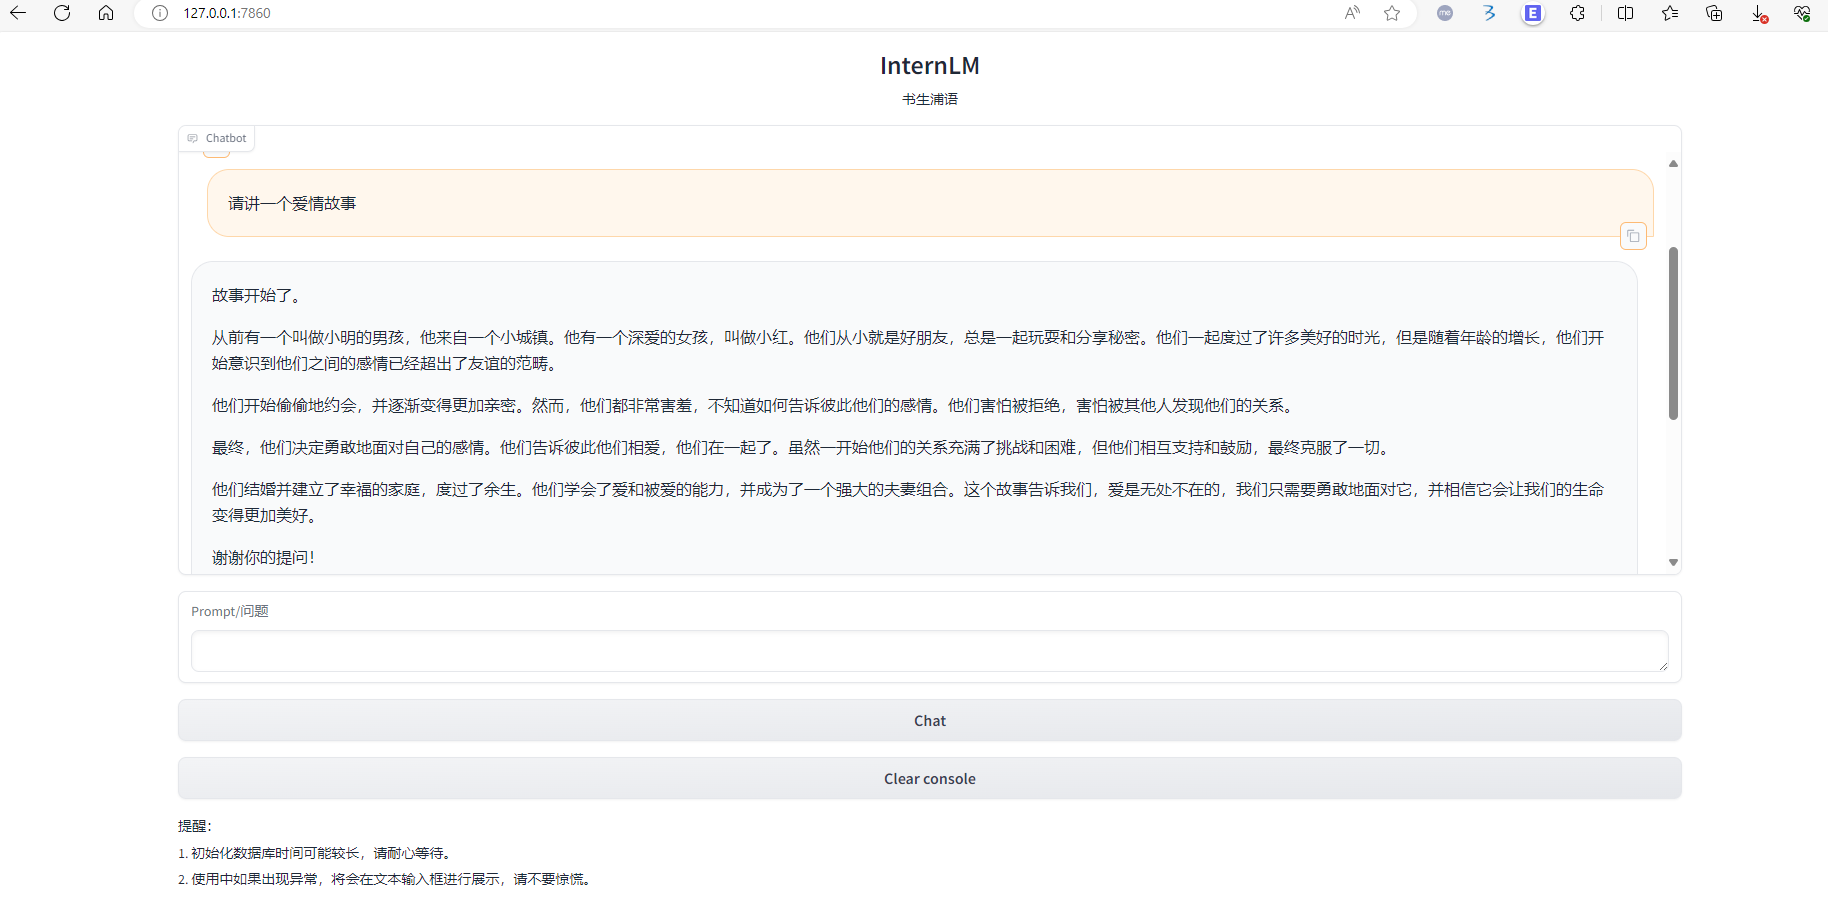 127.0.0.1:7860
InternLM
书生浦语
Chatbot
请讲一个爱情故事
故事开始了。
从前有一个叫做小明的男孩，他来自一个小城镇。他有一个深爱的女孩，叫做小红。他们从小就是好朋友，总是一起玩耍和分享秘密。他们一起度过了许多美好的时光，但是随着年龄的增长，他们开
始意识到他们之间的感情已经超出了友谊的范畴。
他们开始偷偷地约会，并逐渐变得更加亲密。然而，他们都非常害羞，不知道如何告诉彼此他们的感情。他们害怕被拒绝，害怕被其他人发现他们的关系。
最终，他们决定勇敢地面对自己的感情。他们告诉彼此他们相爱，他们在一起了。虽然一开始他们的关系充满了挑战和困难，但他们相互支持和鼓励，最终克服了一切。
他们结婚并建立了幸福的家庭，度过了余生。他们学会了爱和被爱的能力，并成为了一个强大的夫妻组合。这个故事告诉我们，爱是无处不在的，我们只需要勇敢地面对它，并相信它会让我们的生命
变得更加美好。
谢谢你的提问！
Prompt/问题
Chat
Clear console
提醒：
1. 初始化数据库时间可能较长，请耐心等待。
2. 使用中如果出现异常，将会在文本输入框进行展示，请不要惊慌。